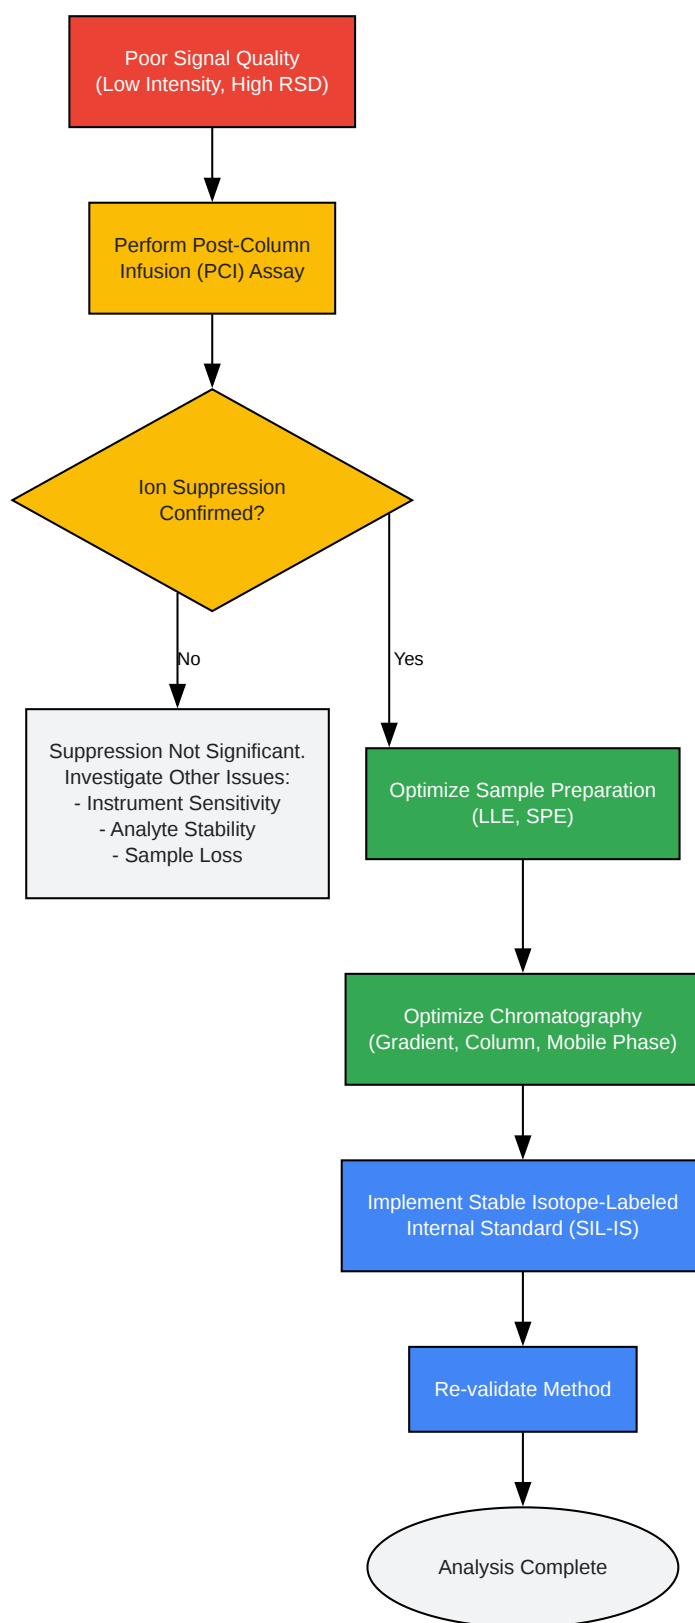 Poor Signal Quality
(Low Intensity, High RSD)
Perform Post-Column
Infusion (PCI) Assay
Ion Suppression
Confirmed?
No
Yes
Suppression Not Significant.
Investigate Other Issues:
- Instrument Sensitivity
- Analyte Stability
- Sample Loss
Optimize Sample Preparation
(LLE, SPE)
Optimize Chromatography
(Gradient, Column, Mobile Phase)
Implement Stable Isotope-Labeled
Internal Standard (SIL-IS)
Re-validate Method
Analysis Complete